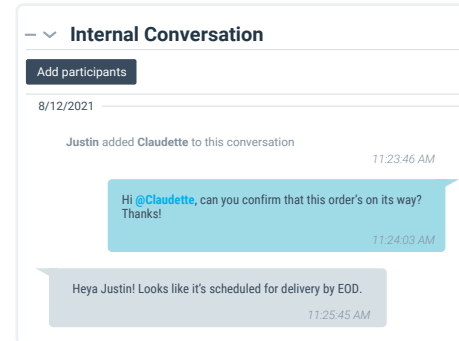 Internal Conversation
Add participants
8/12/2021
Justin added Claudette to this conversation
11:23:46 AM
Hi @Claudette, can you confirm that this order's on its way?
Thanks!
11:24:03 AM
Heya Justin! Looks like it's scheduled for delivery by EOD.
11:25:45 AM